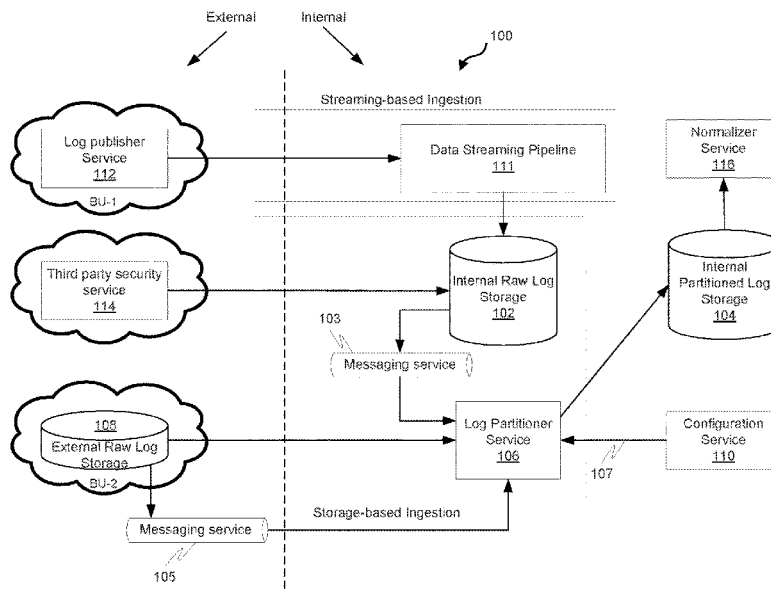 External
Internal
100
Streaming-based Ingestion
Log publisher
Service
112
BU-1
Data Streaming Pipeline
111
Normalizer
Service
116
Third party security
service
114
Internal Raw Log
Storage
102
Internal
Partitioned Log
Storage
104
103
Messaging service
108
External Raw Log
Storage
BU-2
Log Partitioner
Service
106
Configuration
Service
110
107
Messaging service
Storage-based Ingestion
105